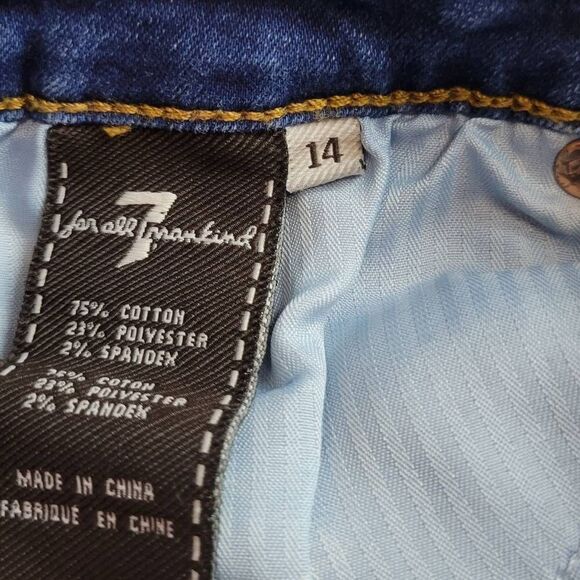 14
7
for all mankind
75% COTTON
23% POLYESTER
2% SPANDEX
COTON
23% POLYESTER
2% SPANDEX
MADE IN CHINA
FABRIQUE EN CHINE